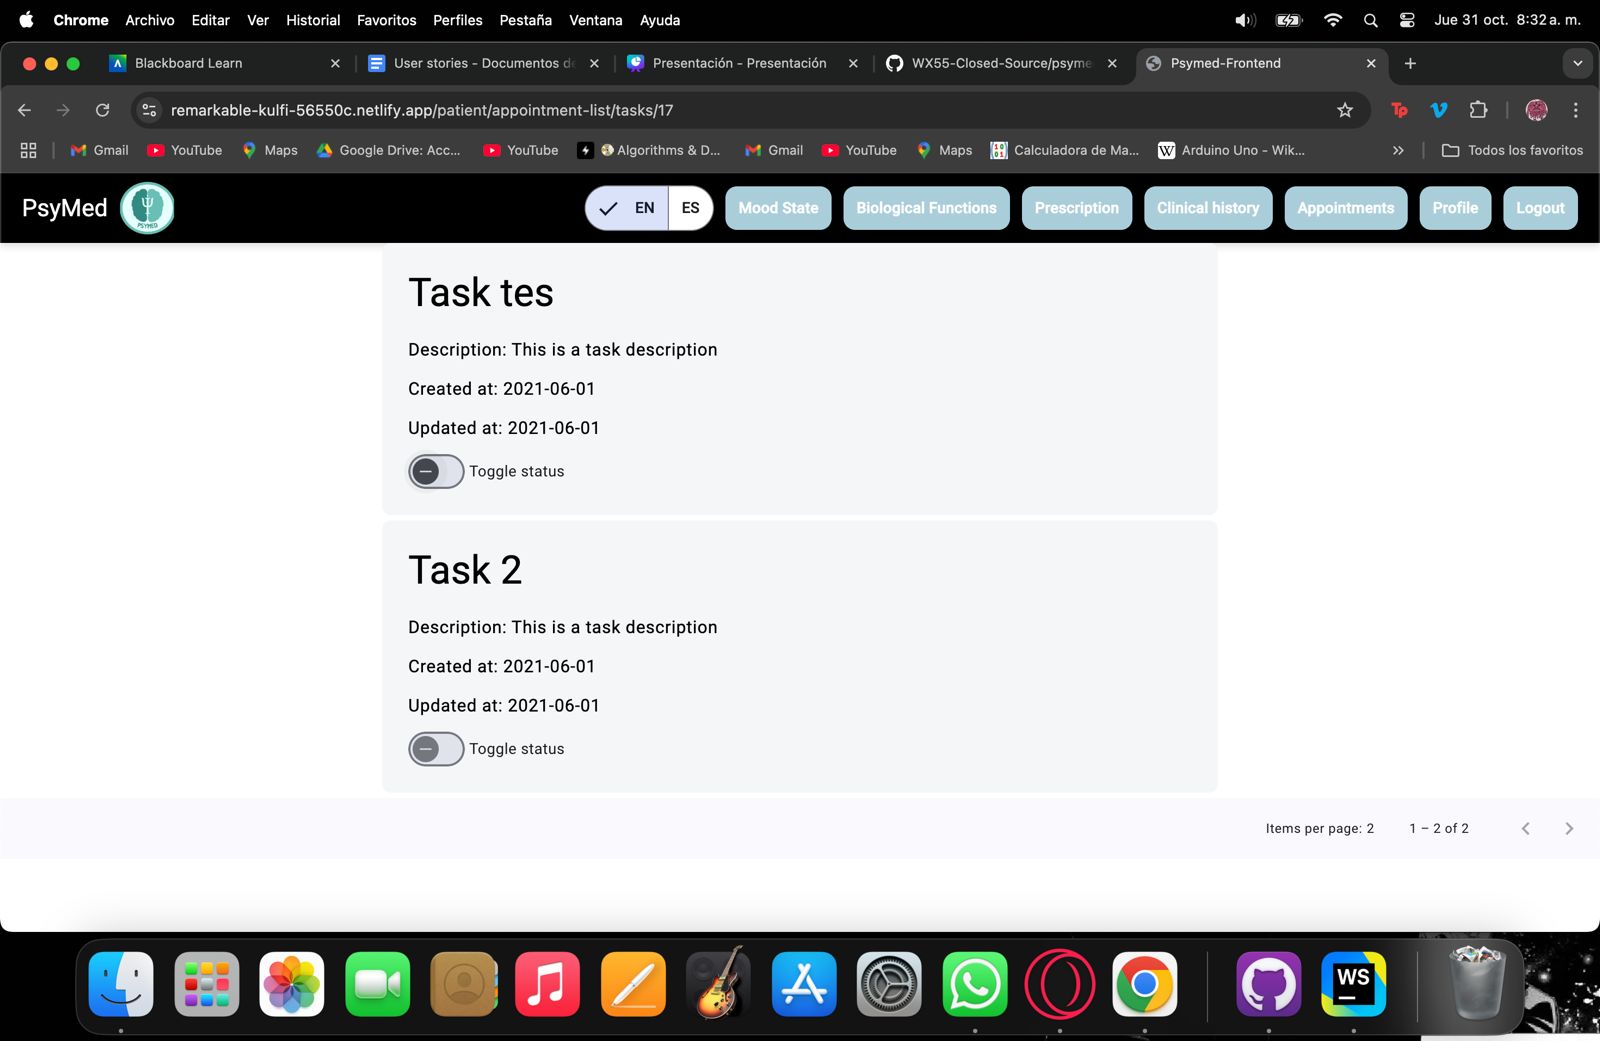 Chrome Archivo Editar Ver Historial Favoritos Perfiles Pestaña Ventana Ayuda Jue 31 oct. 8:32 a. m.
Blackboard Learn User stories - Documentos de Presentación - Presentación WX55-Closed-Source/psyme Psymed-Frontend
remarkable-kulfi-56550c.netlify.app/patient/appointment-list/tasks/17 Tp
Gmail YouTube Maps Google Drive: Acc... YouTube Algorithms & D... Gmail YouTube Maps Calculadora de Ma... W Arduino Uno - Wik... Todos los favoritos
PsyMed PSYMED EN ES Mood State Biological Functions Prescription Clinical history Appointments Profile Logout
Task tes
Description: This is a task description
Created at: 2021-06-01
Updated at: 2021-06-01
Toggle status
Task 2
Description: This is a task description
Created at: 2021-06-01
Updated at: 2021-06-01
Toggle status
Items per page: 2 1 – 2 of 2
WS